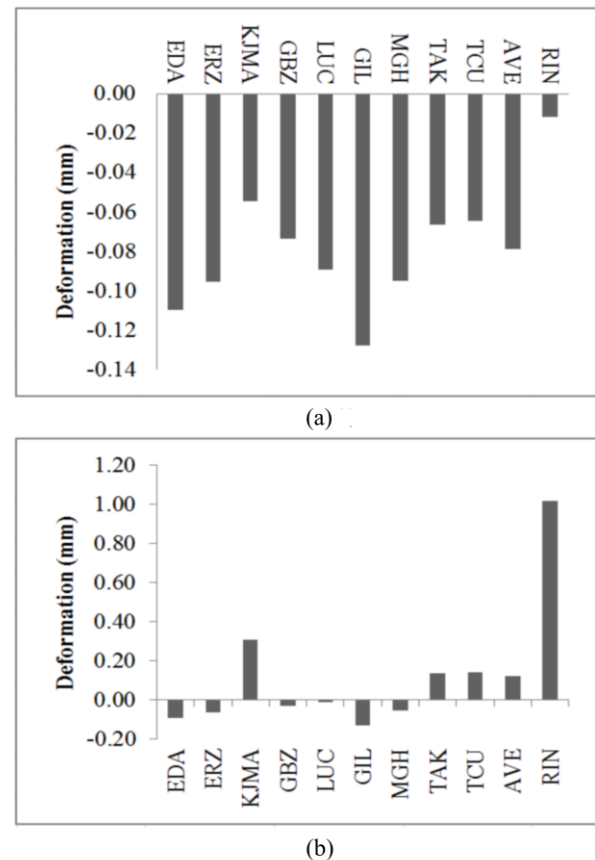 EDA ERZ KJMA GBZ LUC GIL MGH TAK TCU AVE RIN
0.00
-0.02
-0.04
-0.06
-0.08
-0.10
-0.12
-0.14
Deformation (mm)
(a)
1.20
1.00
0.80
0.60
0.40
0.20
0.00
-0.20
Deformation (mm)
EDA ERZ KJMA GBZ LUC GIL MGH TAK TCU AVE RIN
(b)